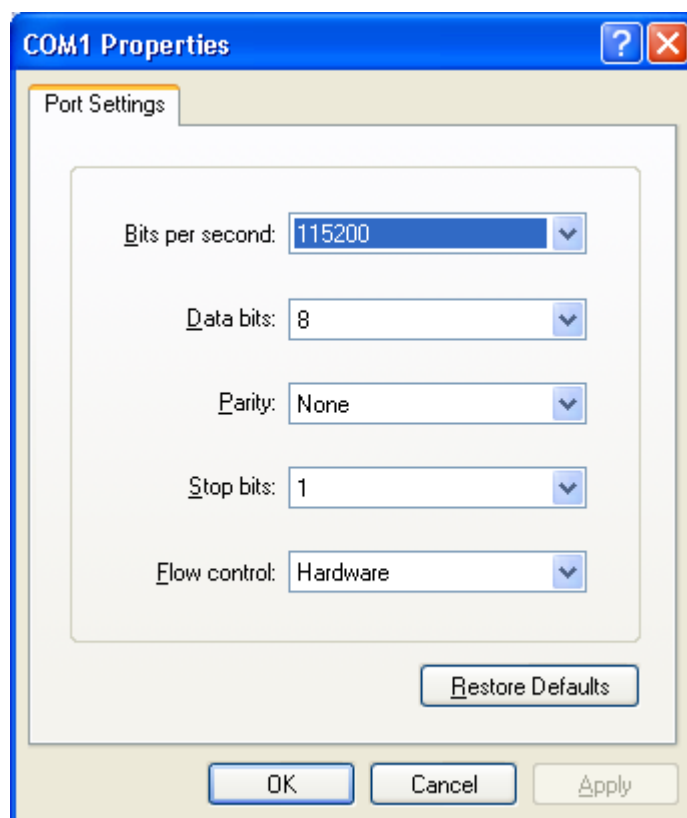 COM1 Properties
Port Settings
Bits per second: 115200
Data bits: 8
Parity: None
Stop bits: 1
Flow control: Hardware
Restore Defaults
OK Cancel Apply